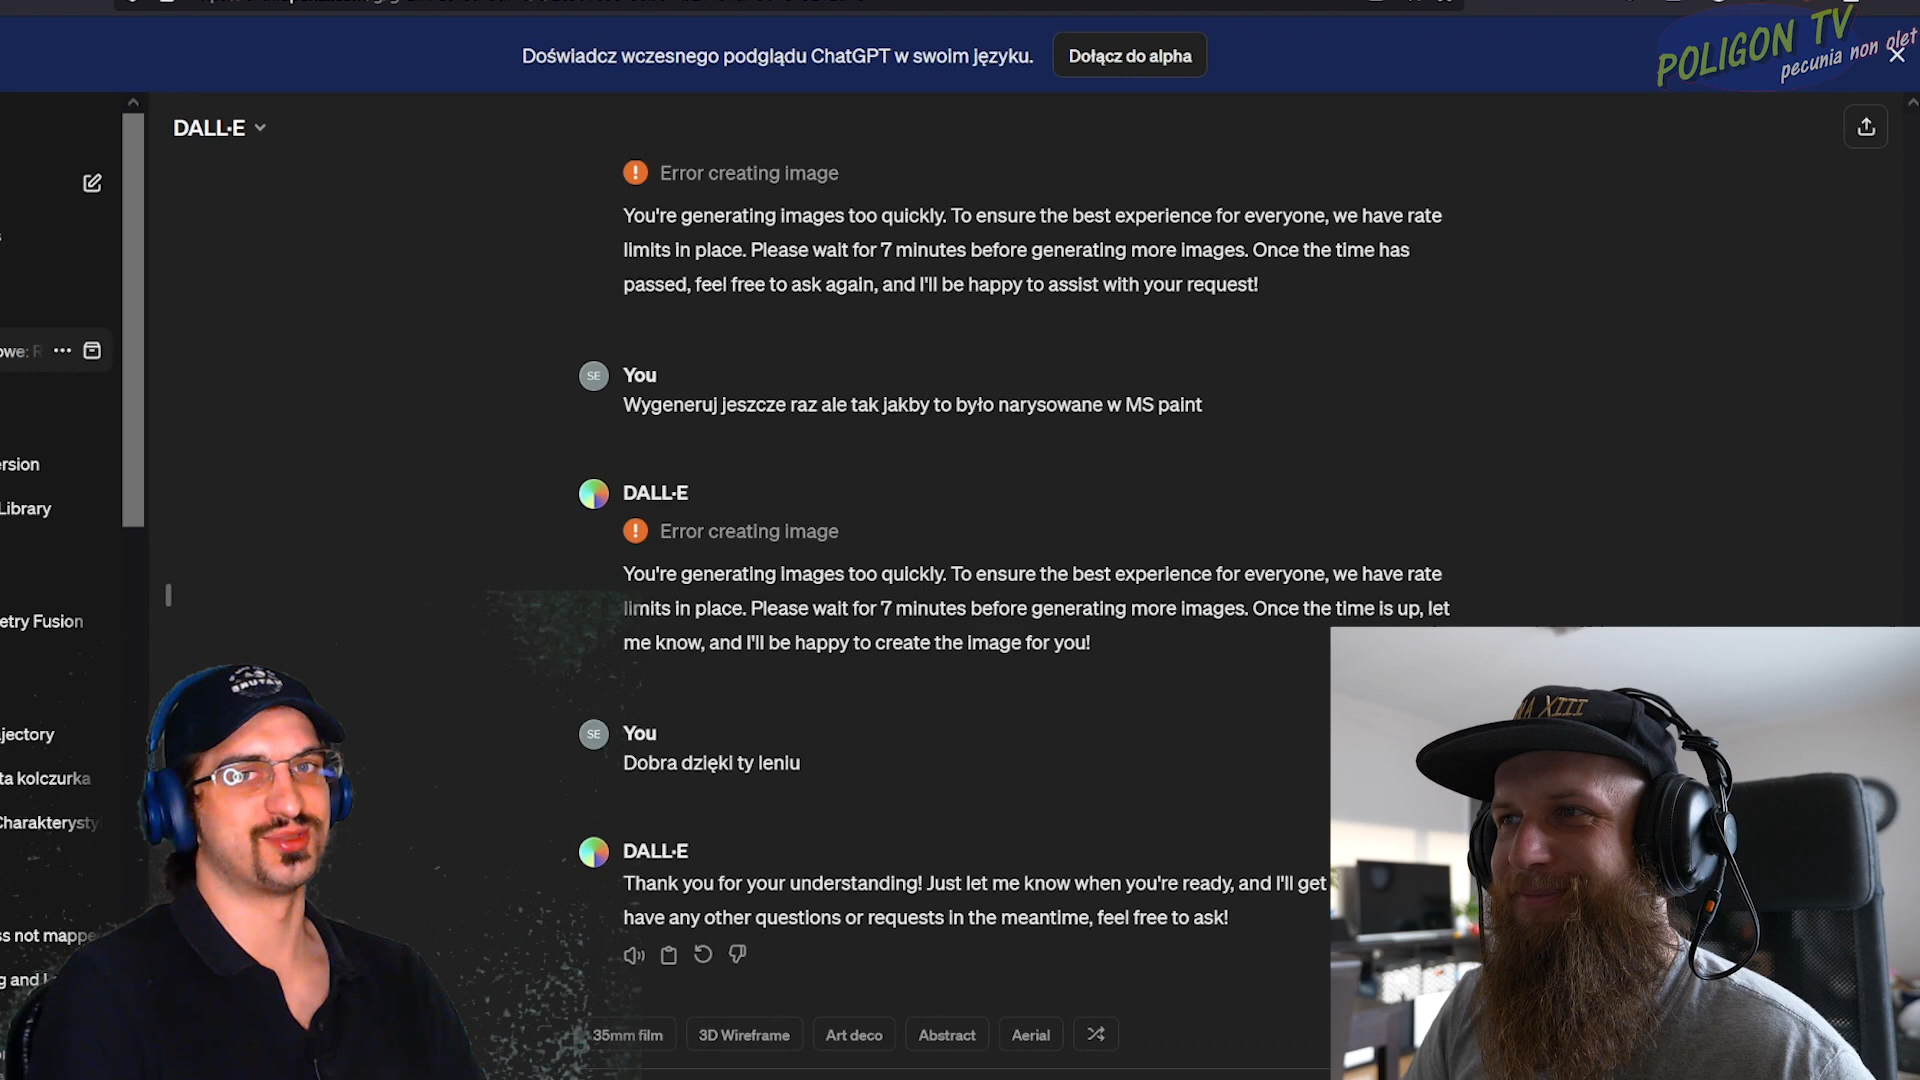 Doświadcz wczesnego podglądu ChatGPT w swoim języku.
Dołącz do alpha
POLIGON TV
pecunia non olet
DALL·E
Error creating image
You're generating images too quickly. To ensure the best experience for everyone, we have rate
limits in place. Please wait for 7 minutes before generating more images. Once the time has
passed, feel free to ask again, and I'll be happy to assist with your request!
owe: R
SE
You
Wygeneruj jeszcze raz ale tak jakby to było narysowane w MS paint
ersion
Library
DALL·E
Error creating image
You're generating images too quickly. To ensure the best experience for everyone, we have rate
limits in place. Please wait for 7 minutes before generating more images. Once the time is up, let
me know, and I'll be happy to create the image for you!
etry Fusion
SE
You
Dobra dzięki ty leniu
jectory
ta kolczurka
Charakterysty
DALL·E
Thank you for your understanding! Just let me know when you're ready, and I'll get
have any other questions or requests in the meantime, feel free to ask!
ss not mappe
g and
35mm film
3D Wireframe
Art deco
Abstract
Aerial
BRUTAL
XIII